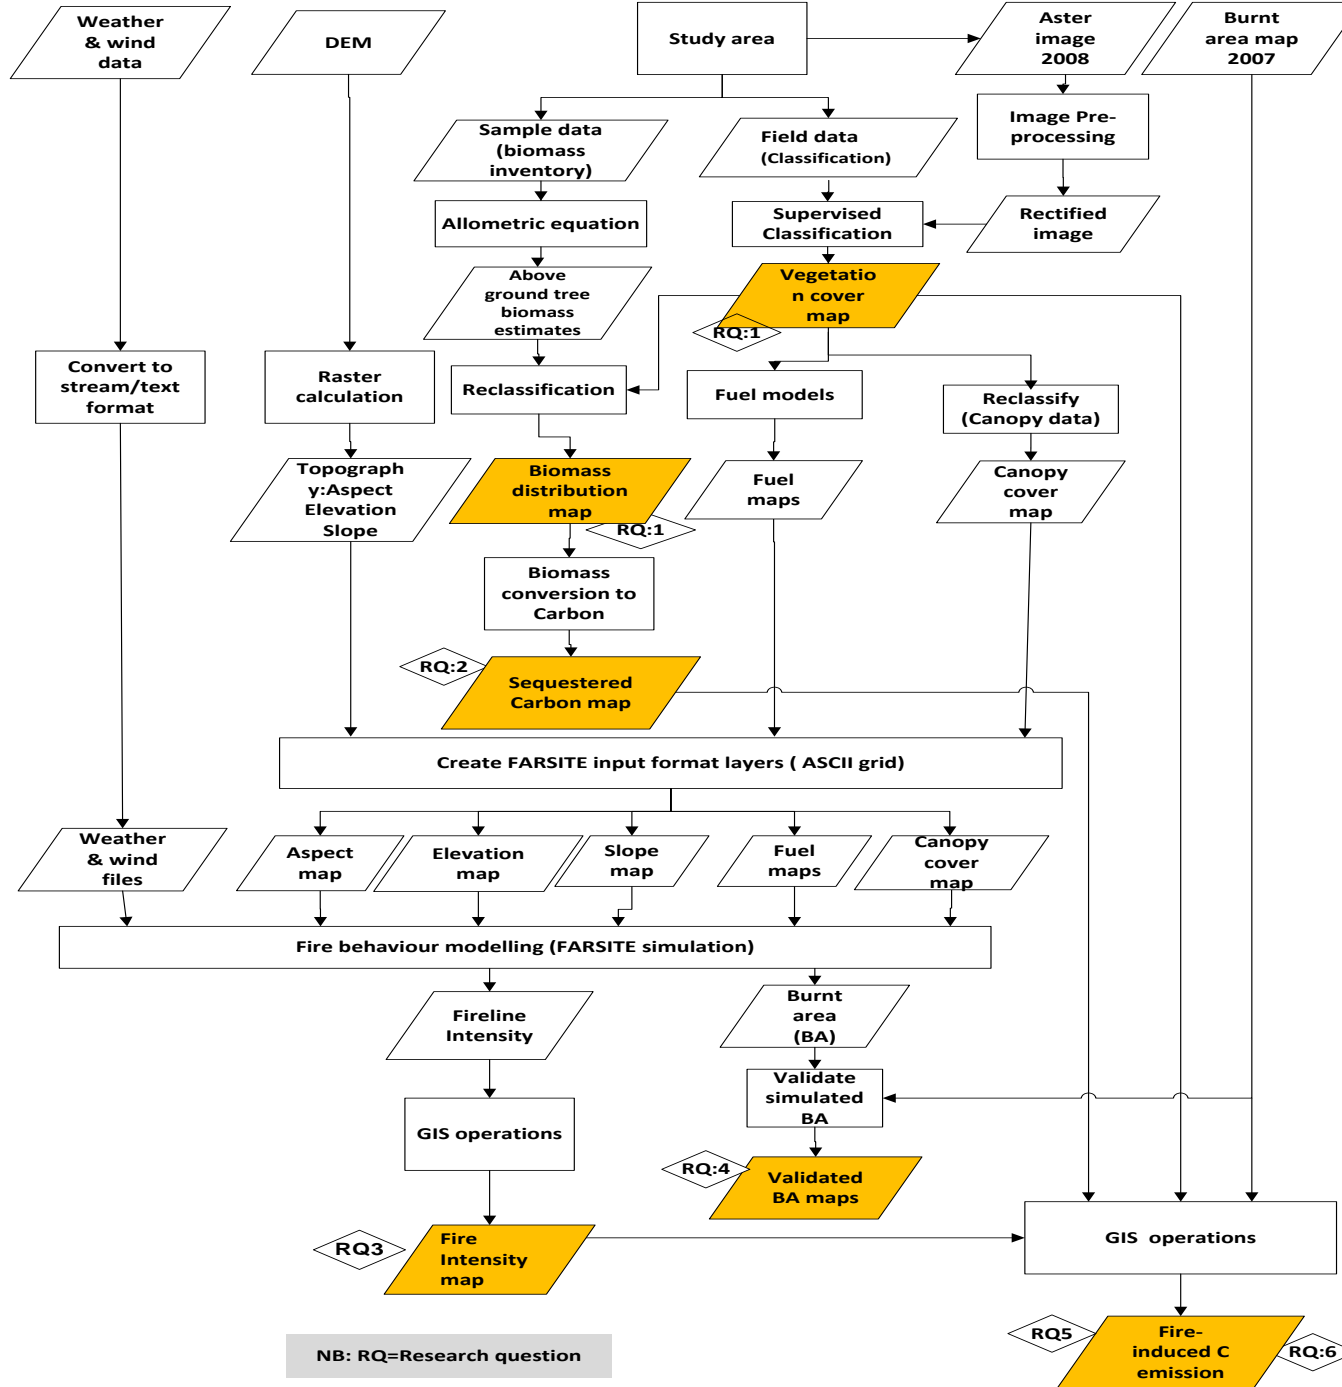 Weather
& wind
data
DEM
Study area
Aster
image
2008
Burnt
area map
2007
Sample data
(biomass
inventory)
Field data
(Classification)
Image Pre-
processing
Allometric equation
Supervised
Classification
Rectified
image
Above
ground tree
biomass
estimates
Vegetatio
n cover
map
RQ:1
Convert to
stream/text
format
Raster
calculation
Reclassification
Fuel models
Reclassify
(Canopy data)
Topograph
y:Aspect
Elevation
Slope
Biomass
distribution
map
RQ:1
Fuel
maps
Canopy
cover
map
Biomass
conversion to
Carbon
RQ:2
Sequestered
Carbon map
Create FARSITE input format layers ( ASCII grid)
Weather
& wind
files
Aspect
map
Elevation
map
Slope
map
Fuel
maps
Canopy
cover
map
Fire behaviour modelling (FARSITE simulation)
Fireline
Intensity
Burnt
area
(BA)
Validate
simulated
BA
GIS operations
RQ:4
Validated
BA maps
RQ3
Fire
Intensity
map
GIS  operations
RQ5
Fire-
induced C
emission
RQ:6
NB: RQ=Research question